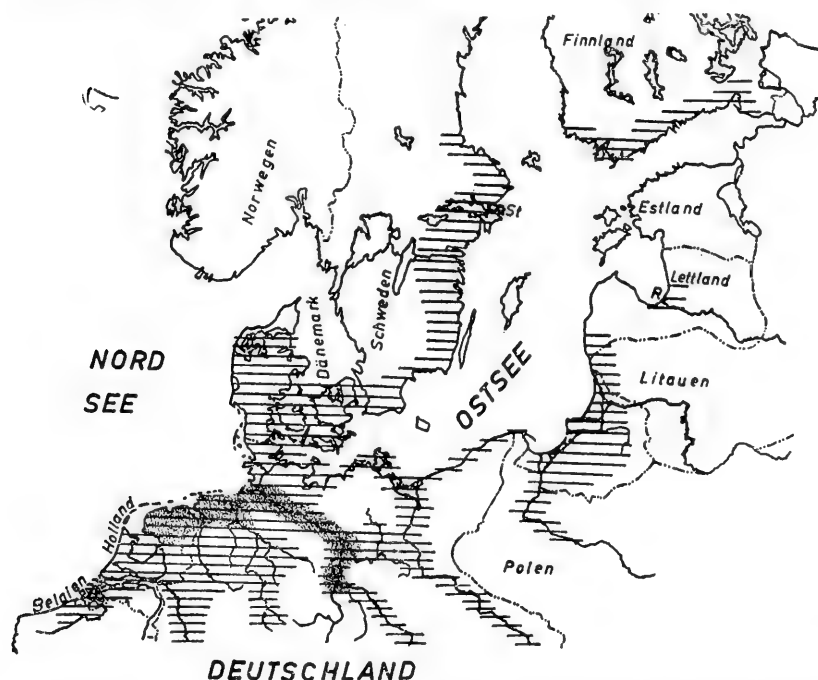 Finnland
Norwegen
St
Estland
Lettland
R
Schweden
Dänemark
NORD
SEE
OSTSEE
Litauen
Holland
Belgien
Polen
DEUTSCHLAND